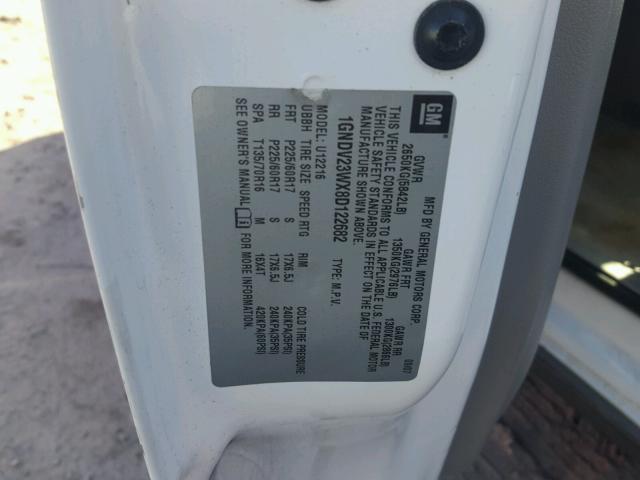 GM
MFD BY GENERAL MOTORS CORP. 09/07
GVWR GAWR FRT GAWR RR
2650KG(5842LB) 1350KG(2976LB) 1300KG(2866LB)
THIS VEHICLE CONFORMS TO ALL APPLICABLE U.S. FEDERAL MOTOR
VEHICLE SAFETY STANDARDS IN EFFECT ON THE DATE OF
MANUFACTURE SHOWN ABOVE.
1GNDV23WX8D122682 TYPE: M.P.V.
MODEL: U12216
UBBH TIRE SIZE SPEED RTG RIM COLD TIRE PRESSURE
FRT P225/60R17 S 17X6.5J 240KPA(35PSI)
RR P225/60R17 S 17X6.5J 240KPA(35PSI)
SPA T135/70R16 M 16X4T 420KPA(60PSI)
SEE OWNER'S MANUAL FOR MORE INFORMATION.